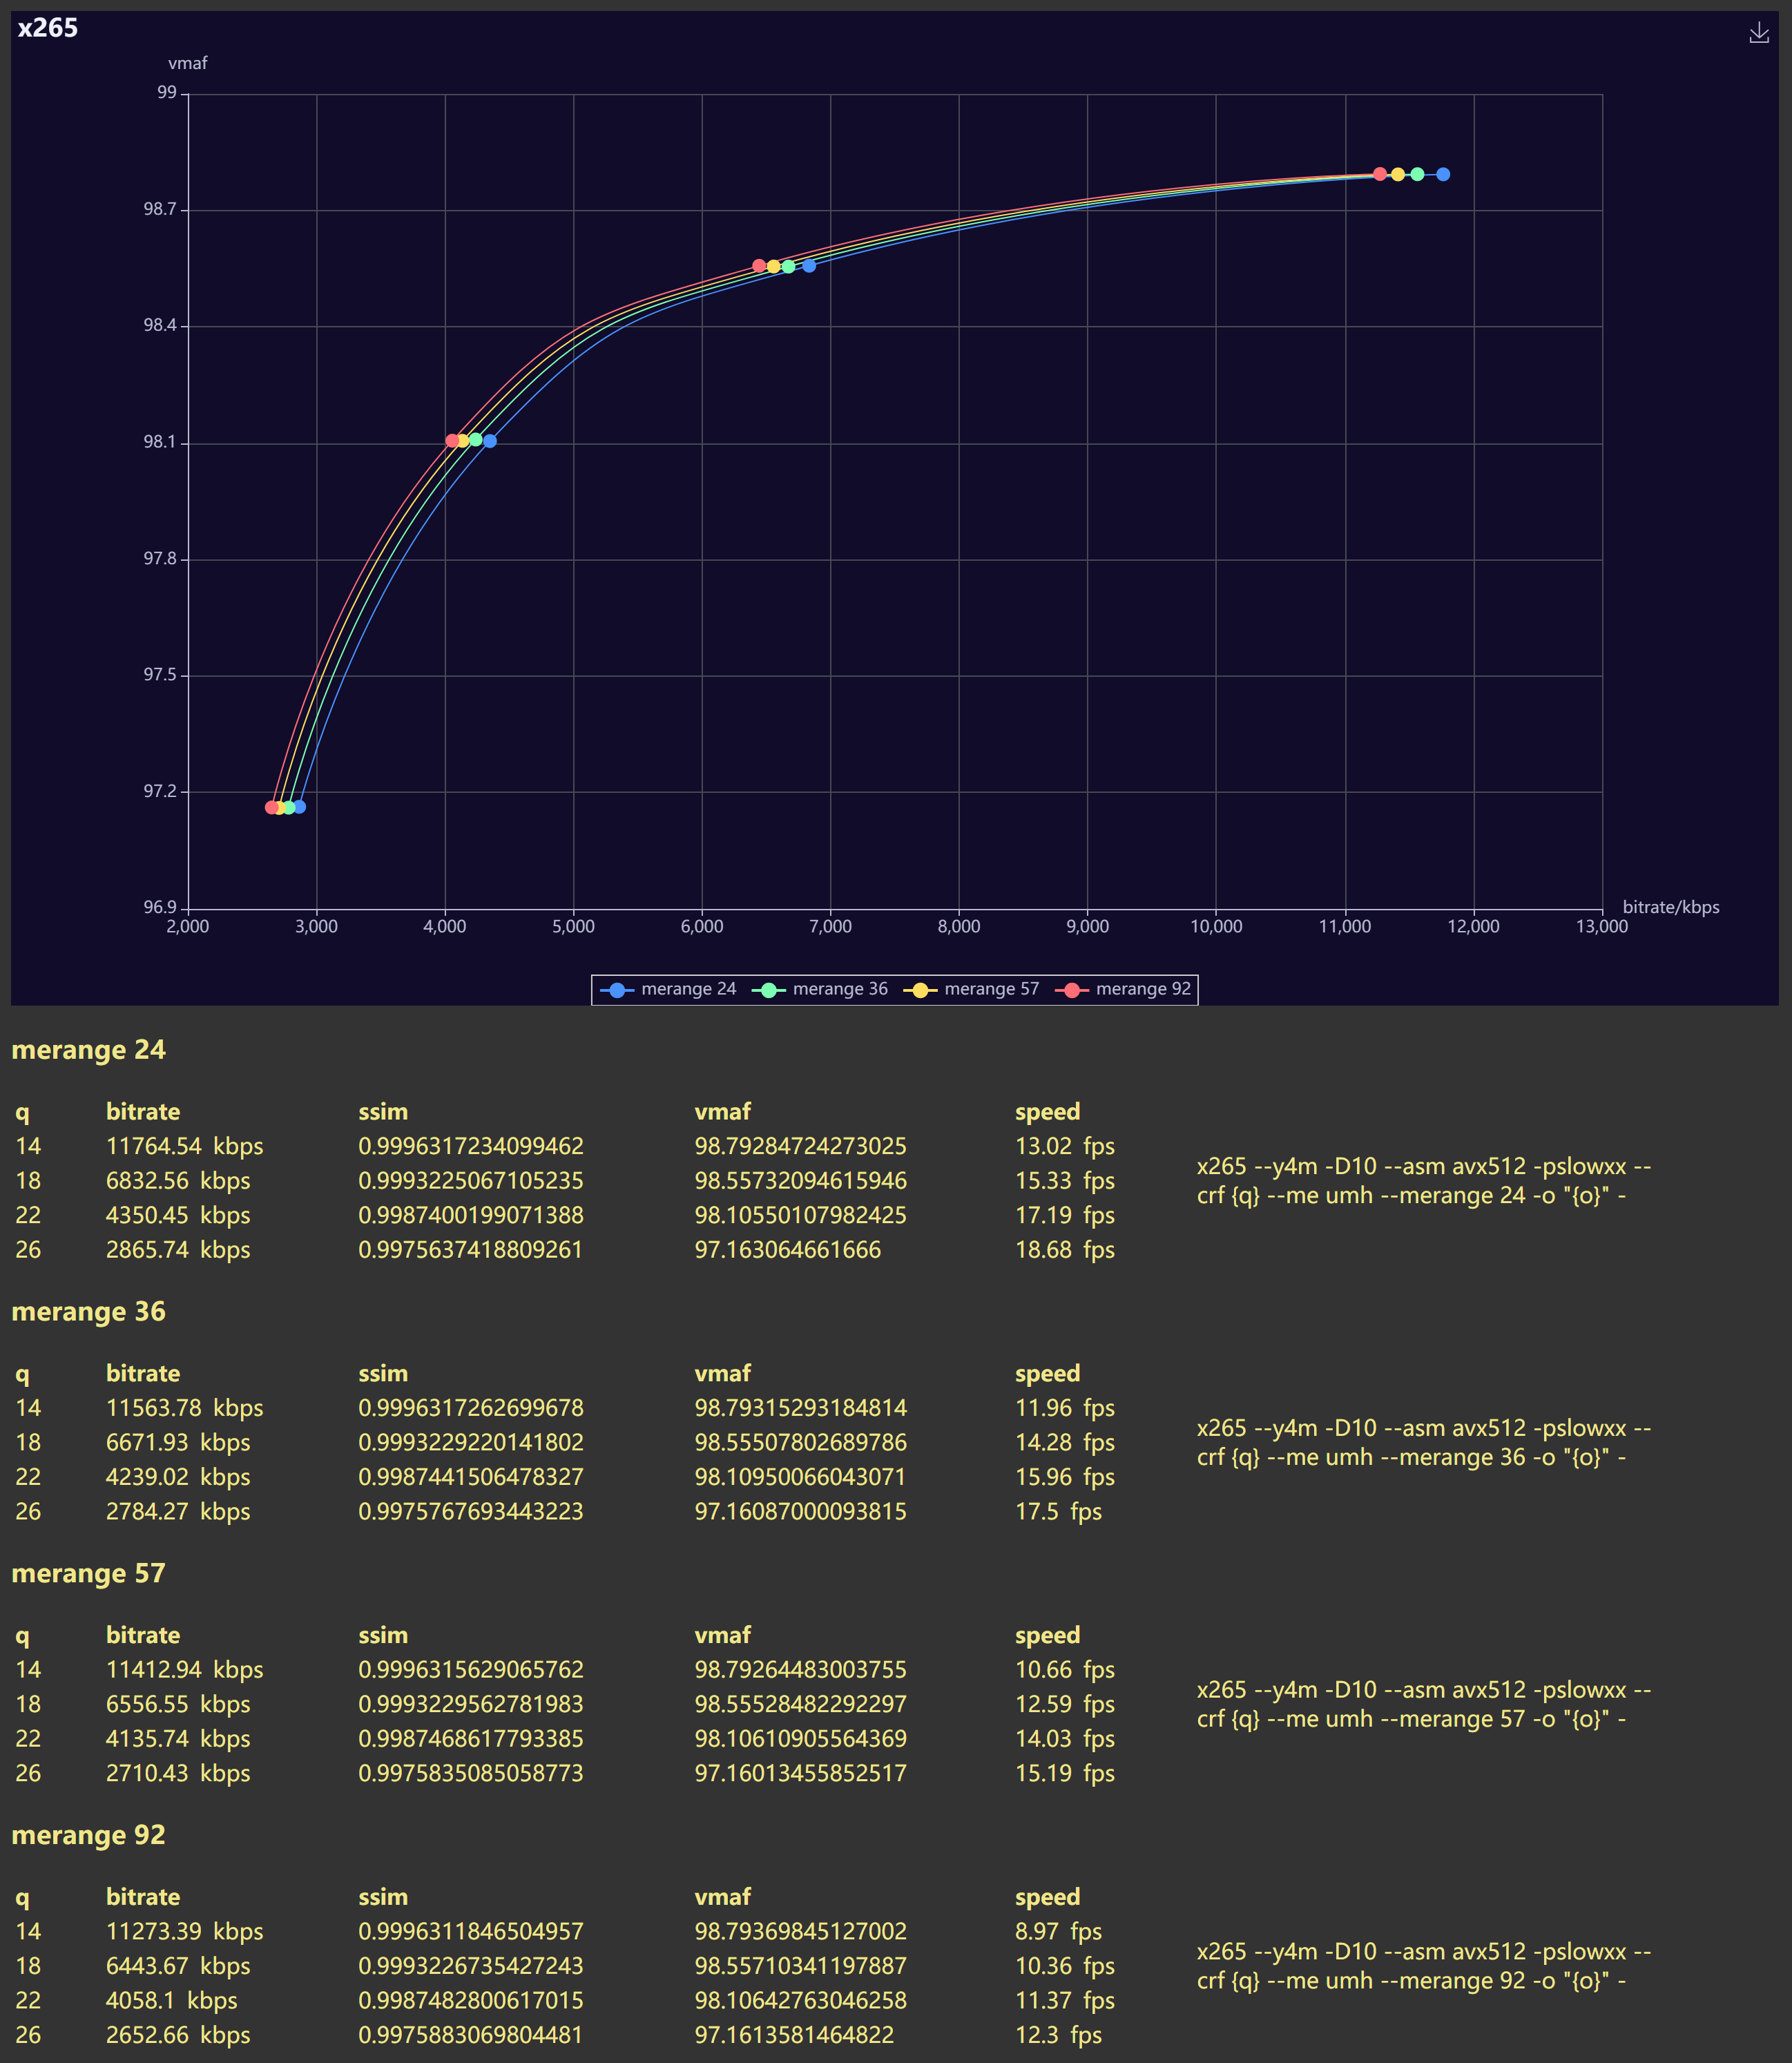 x265
vmaf
99
98.7
98.4
98.1
97.8
97.5
97.2
96.9
2,000 3,000 4,000 5,000 6,000 7,000 8,000 9,000 10,000 11,000 12,000 13,000
bitrate/kbps
merange 24 merange 36 merange 57 merange 92
merange 24
q bitrate ssim vmaf speed
14 11764.54 kbps 0.9996317234099462 98.79284724273025 13.02 fps
18 6832.56 kbps 0.9993225067105235 98.55732094615946 15.33 fps
22 4350.45 kbps 0.9987400199071388 98.10550107982425 17.19 fps
26 2865.74 kbps 0.9975637418809261 97.163064661666 18.68 fps
x265 --y4m -D10 --asm avx512 -pslowxx --
crf {q} --me umh --merange 24 -o "{o}" -
merange 36
q bitrate ssim vmaf speed
14 11563.78 kbps 0.9996317262699678 98.79315293184814 11.96 fps
18 6671.93 kbps 0.9993229220141802 98.55507802689786 14.28 fps
22 4239.02 kbps 0.9987441506478327 98.10950066043071 15.96 fps
26 2784.27 kbps 0.9975767693443223 97.16087000093815 17.5 fps
x265 --y4m -D10 --asm avx512 -pslowxx --
crf {q} --me umh --merange 36 -o "{o}" -
merange 57
q bitrate ssim vmaf speed
14 11412.94 kbps 0.9996315629065762 98.79264483003755 10.66 fps
18 6556.55 kbps 0.9993229562781983 98.55528482292297 12.59 fps
22 4135.74 kbps 0.9987468617793385 98.10610905564369 14.03 fps
26 2710.43 kbps 0.9975835085058773 97.16013455852517 15.19 fps
x265 --y4m -D10 --asm avx512 -pslowxx --
crf {q} --me umh --merange 57 -o "{o}" -
merange 92
q bitrate ssim vmaf speed
14 11273.39 kbps 0.9996311846504957 98.79369845127002 8.97 fps
18 6443.67 kbps 0.9993226735427243 98.55710341197887 10.36 fps
22 4058.1 kbps 0.9987482800617015 98.10642763046258 11.37 fps
26 2652.66 kbps 0.9975883069804481 97.1613581464822 12.3 fps
x265 --y4m -D10 --asm avx512 -pslowxx --
crf {q} --me umh --merange 92 -o "{o}" -